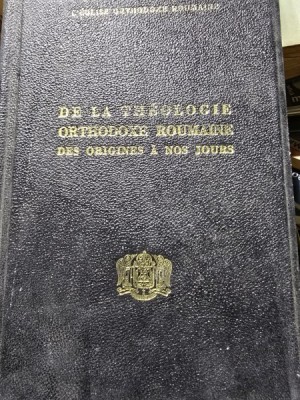 L'ÉGLISE ORTHODOXE ROUMAINE
DE LA THÉOLOGIE
ORTHODOXE ROUMAINE
DES ORIGINES À NOS JOURS